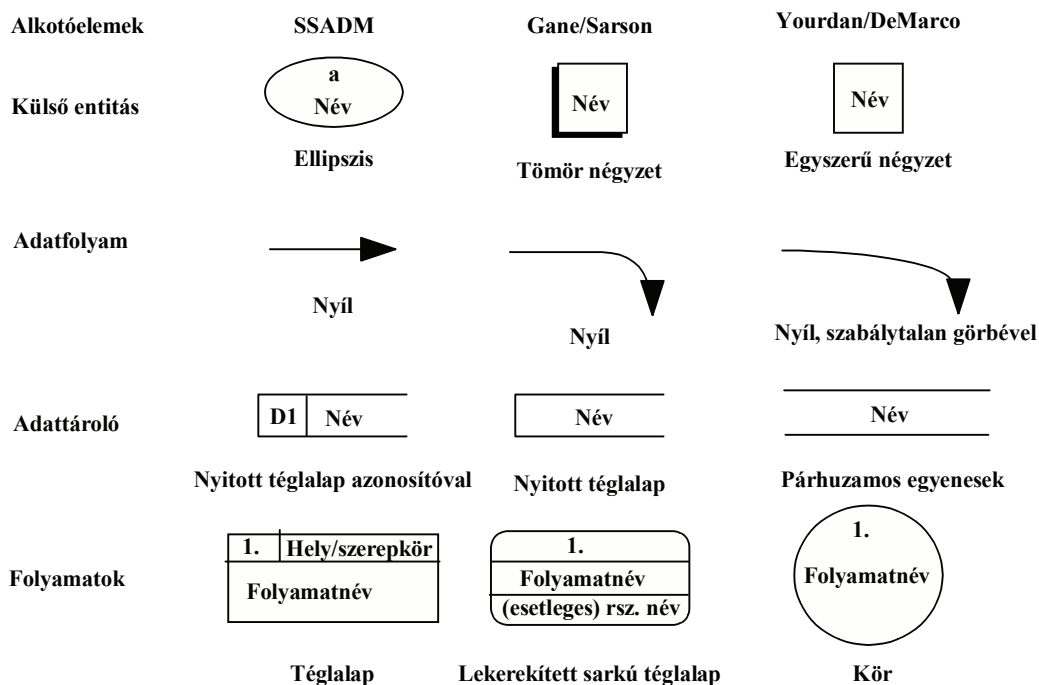 Alkotóelemek SSADM Gane/Sarson Yourdan/DeMarco
a
Külső entitás Név Név Név
Ellipszis Tömör négyzet Egyszerű négyzet
Adatfolyam
Nyíl Nyíl Nyíl, szabálytalan görbével
Adattároló D1 Név Név Név
Nyitott téglalap azonosítóval Nyitott téglalap Párhuzamos egyenesek
1. Hely/szerepkör 1. 1.
Folyamatok Folyamatnév Folyamatnév Folyamatnév
(esetleges) rsz. név
Téglalap Lekerekített sarkú téglalap Kör